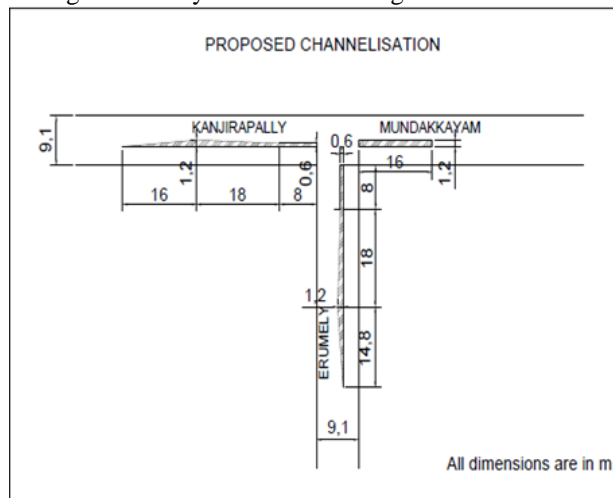 PROPOSED CHANNELISATION
KANJIRAPALLY
MUNDAKKAYAM
9,1
0,6
1,2
0,6
16
8
1,2
16
18
8
18
1,2
ERUMELY
14,8
9,1
All dimensions are in m